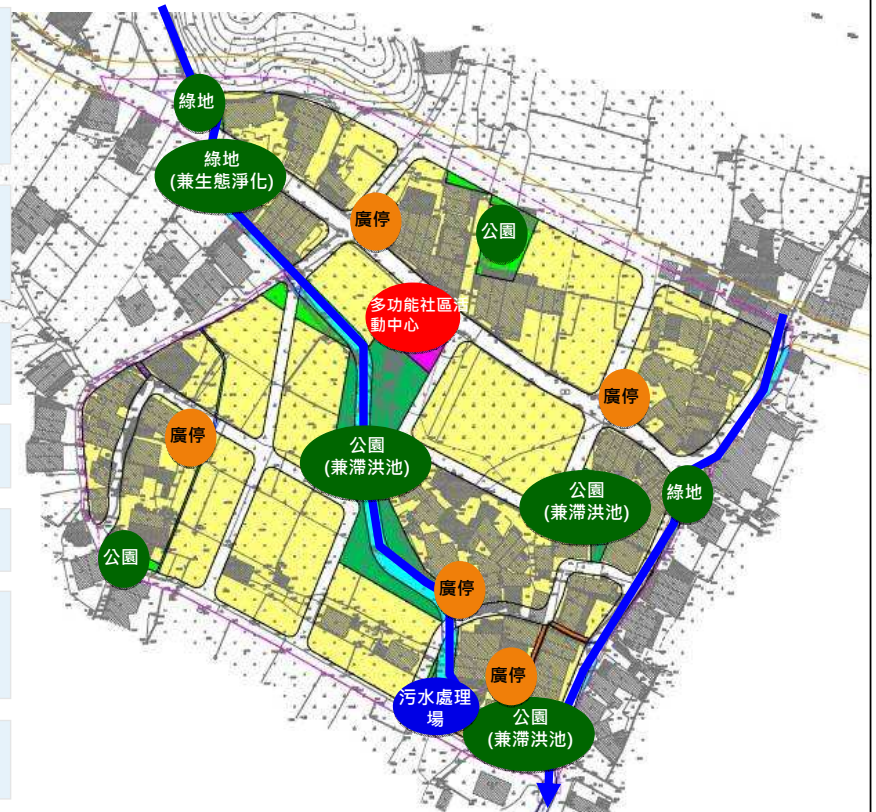 綠地
綠地
(兼生態淨化)
廣停
公園
多功能社區活
動中心
廣停
廣停
公園
(兼滯洪池)
公園
(兼滯洪池)
綠地
公園
廣停
廣停
污水處理
場
公園
(兼滯洪池)